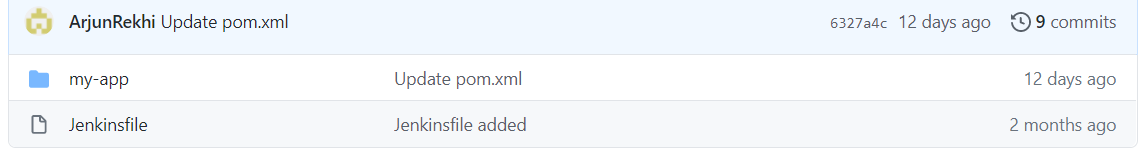 ArjunRekhi Update pom.xml 6327a4c 12 days ago 9 commits
my-app Update pom.xml 12 days ago
Jenkinsfile Jenkinsfile added 2 months ago